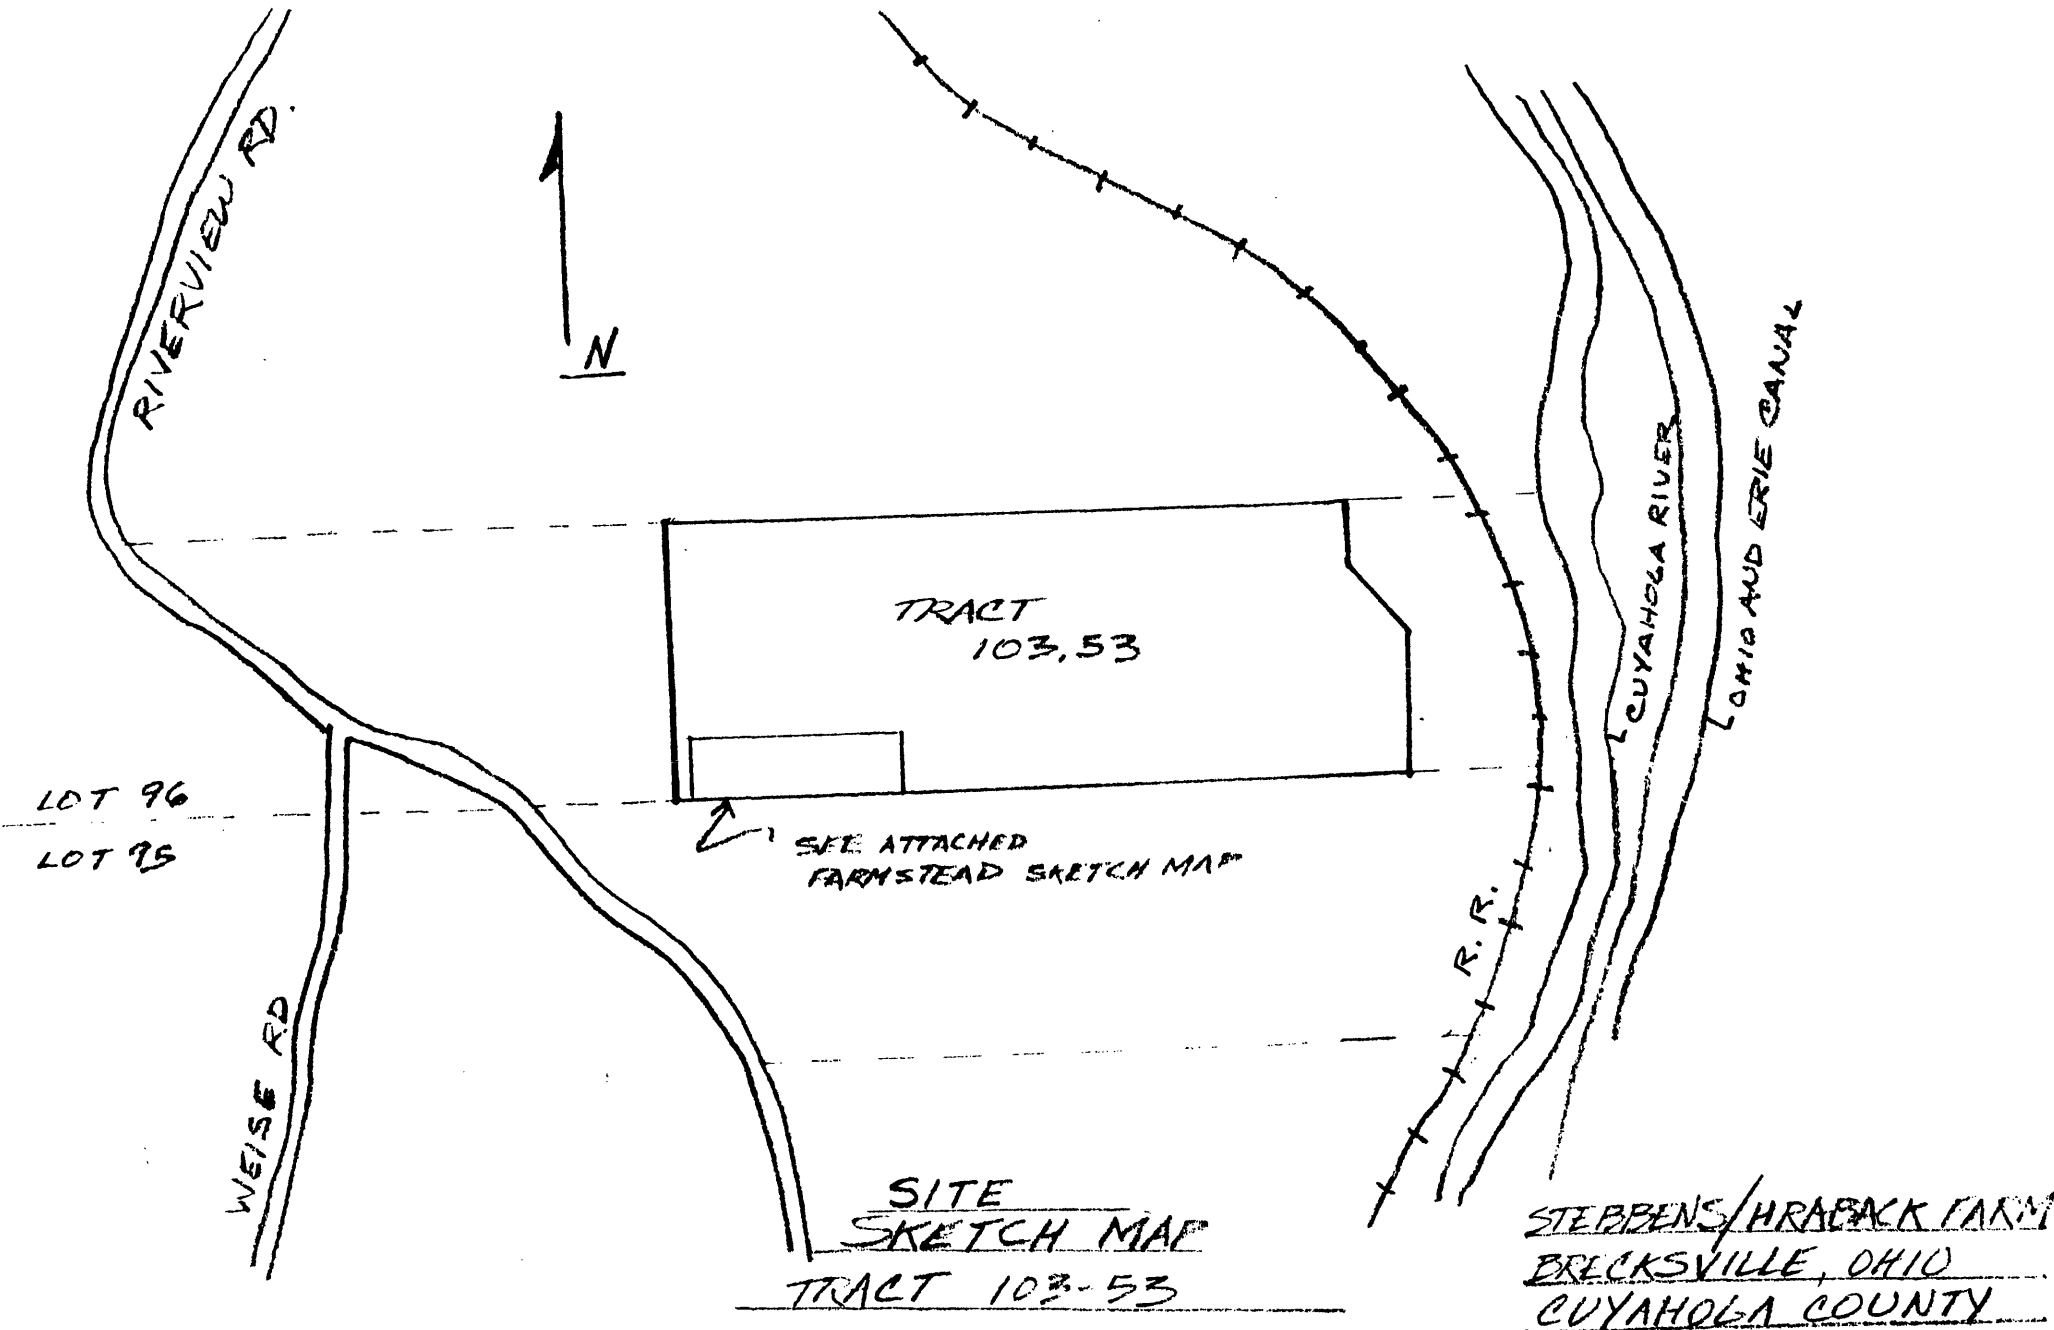 RIVERVIEW RD.
N
OHIO AND ERIE CANAL
CUYAHOGA RIVER
TRACT
103.53
LOT 96
LOT 95
SEE ATTACHED
FARMSTEAD SKETCH MAP
R. R.
WEISE RD
SITE
SKETCH MAP
TRACT 103-53
STEBBENS/HRABACK FARM
BRECKSVILLE, OHIO
CUYAHOGA COUNTY